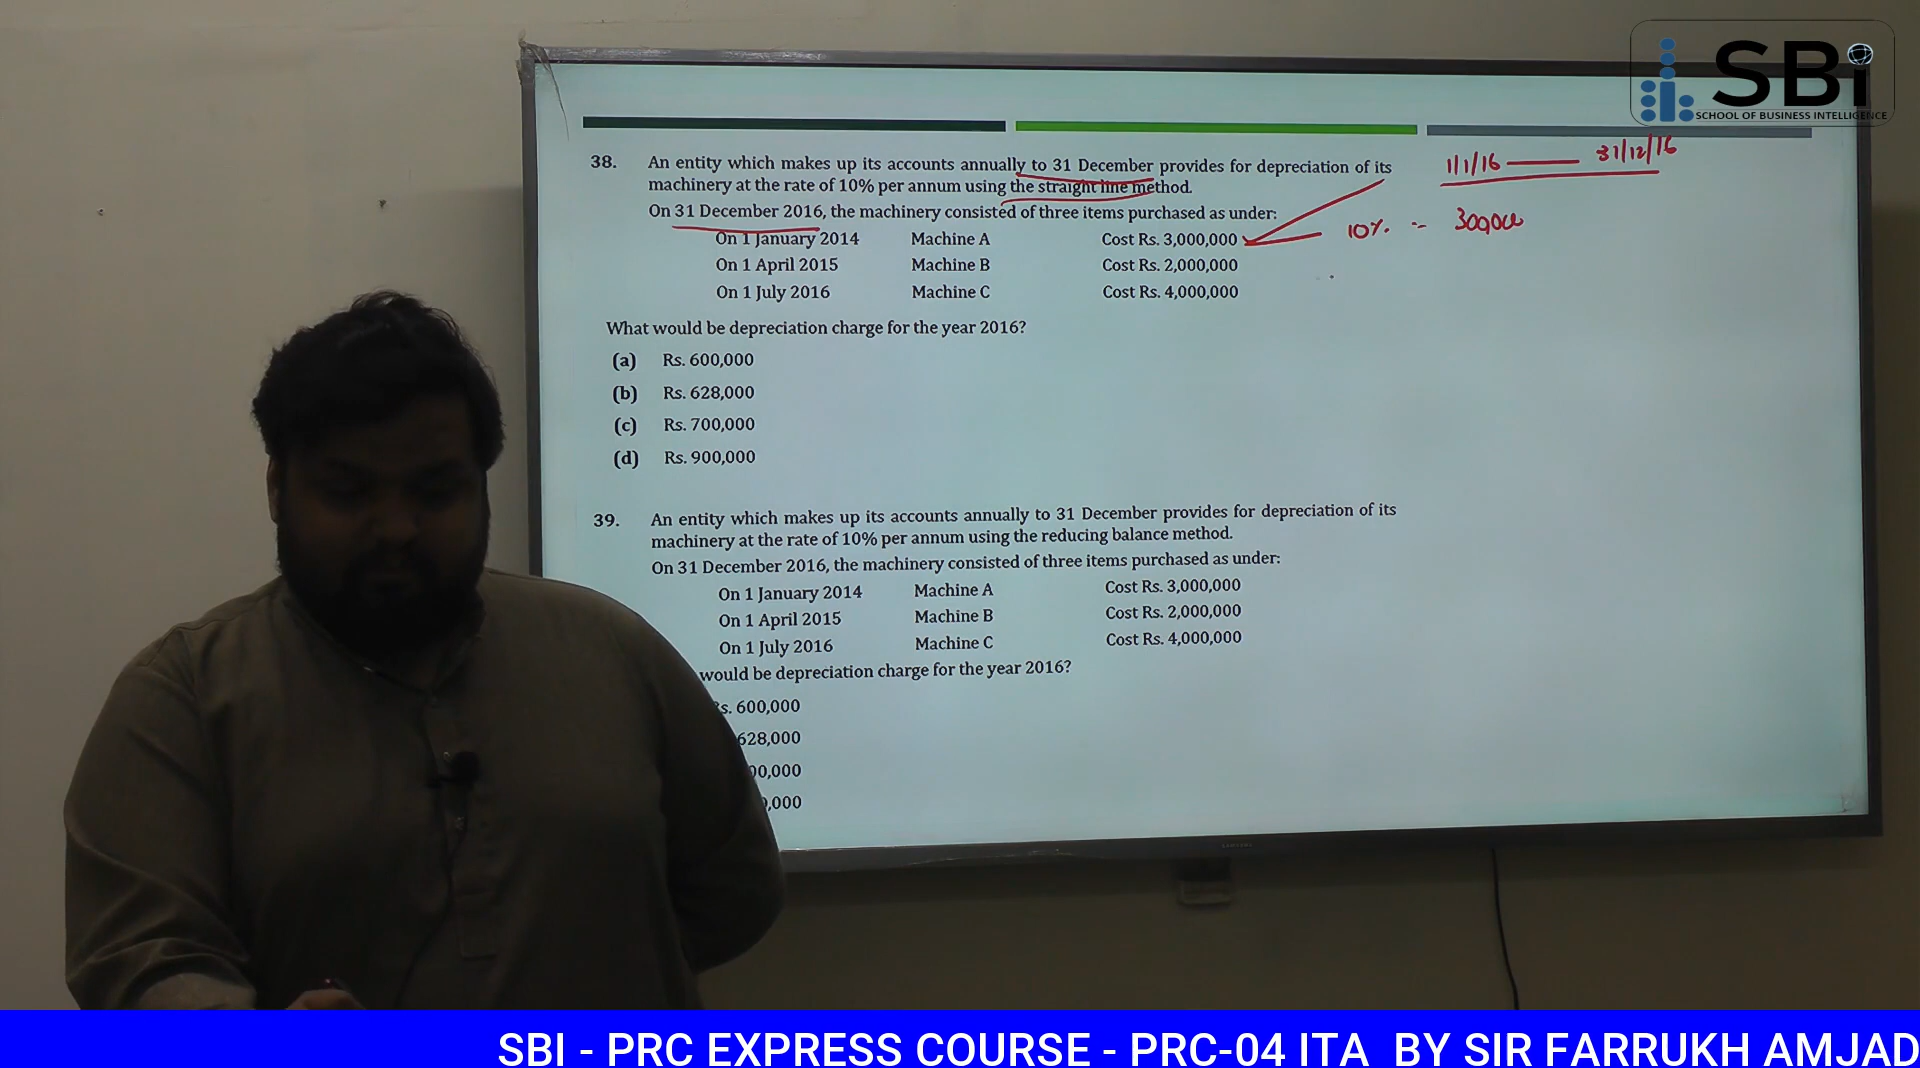 SBi
SCHOOL OF BUSINESS INTELLIGENCE
1/1/16 —— 31/12/16
38. An entity which makes up its accounts annually to 31 December provides for depreciation of its
machinery at the rate of 10% per annum using the straight line method.
On 31 December 2016, the machinery consisted of three items purchased as under:
On 1 January 2014 Machine A Cost Rs. 3,000,000
10% = 300,000
On 1 April 2015 Machine B Cost Rs. 2,000,000
On 1 July 2016 Machine C Cost Rs. 4,000,000
What would be depreciation charge for the year 2016?
(a) Rs. 600,000
(b) Rs. 628,000
(c) Rs. 700,000
(d) Rs. 900,000
39. An entity which makes up its accounts annually to 31 December provides for depreciation of its
machinery at the rate of 10% per annum using the reducing balance method.
On 31 December 2016, the machinery consisted of three items purchased as under:
On 1 January 2014 Machine A Cost Rs. 3,000,000
On 1 April 2015 Machine B Cost Rs. 2,000,000
On 1 July 2016 Machine C Cost Rs. 4,000,000
would be depreciation charge for the year 2016?
s. 600,000
628,000
00,000
,000
SAMSUNG
SBI - PRC EXPRESS COURSE - PRC-04 ITA BY SIR FARRUKH AMJAD